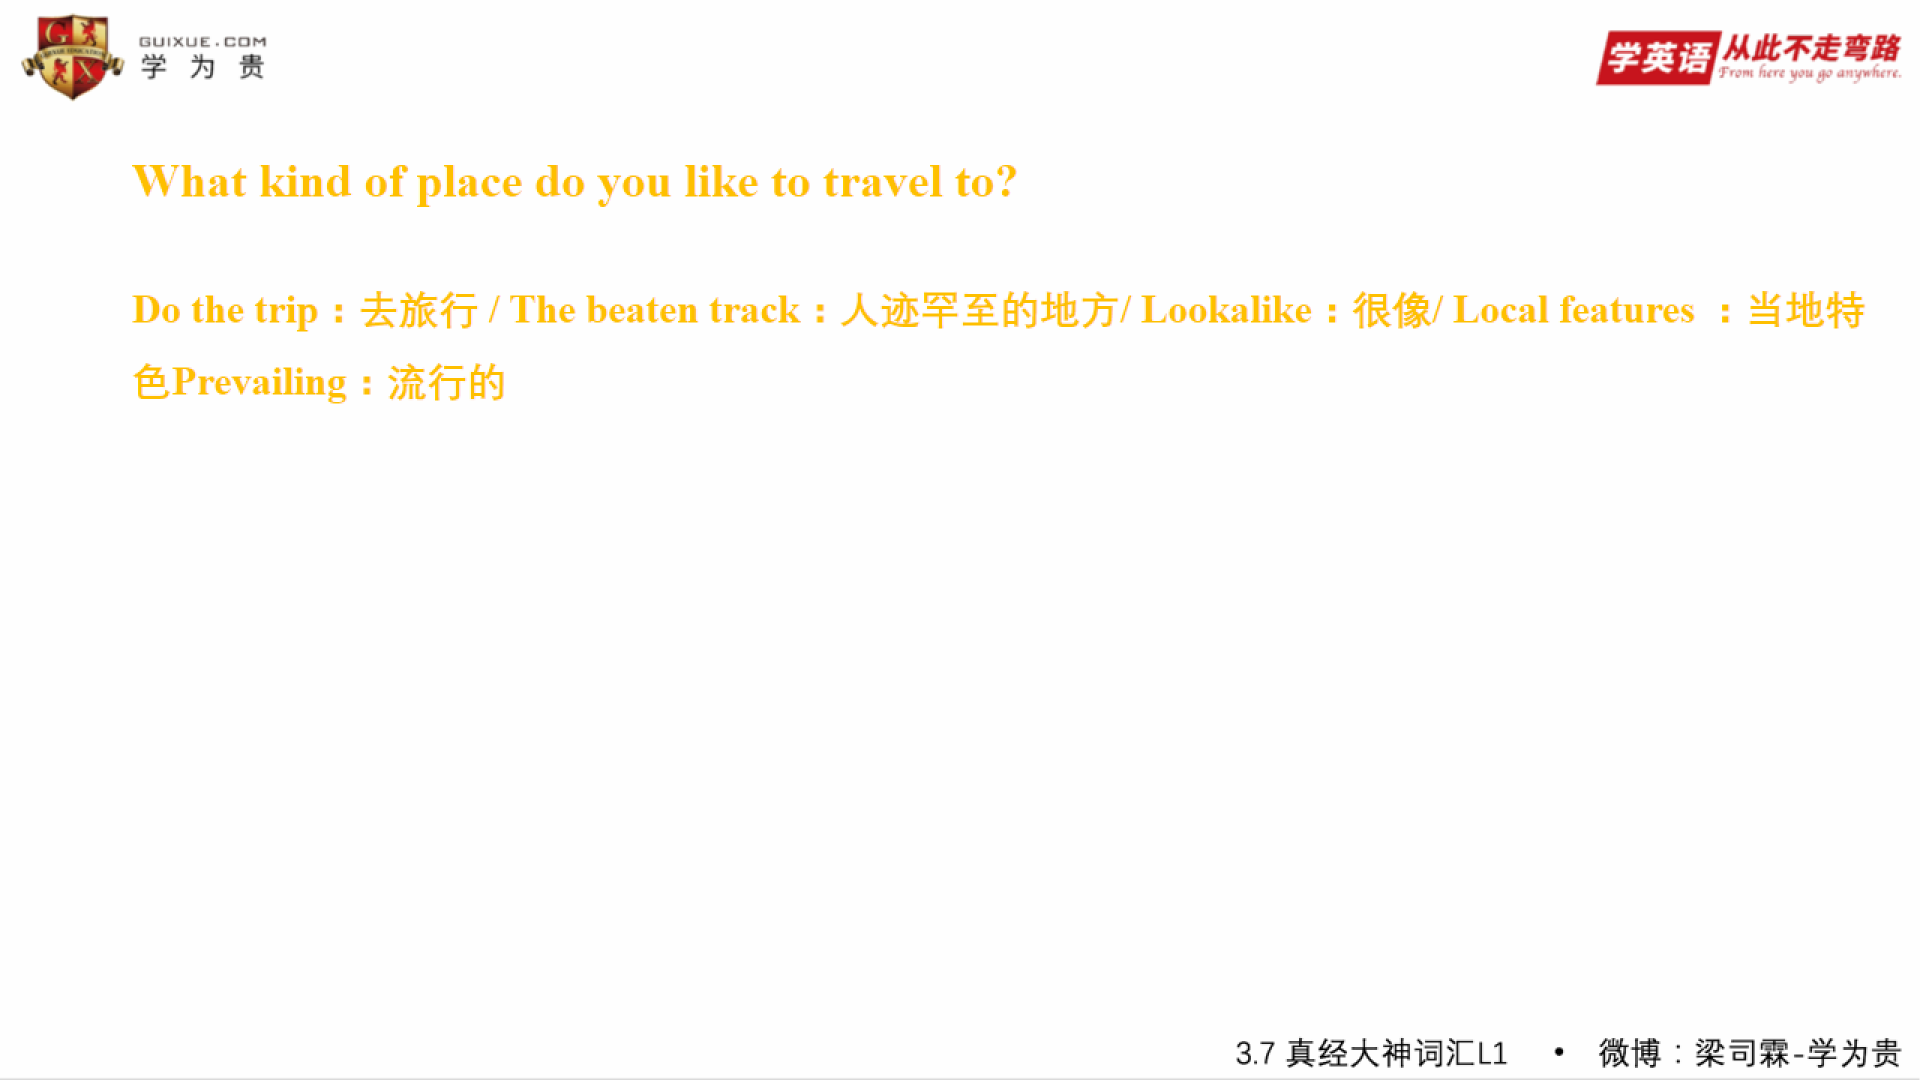 GUIXUE.COM
学为贵
学英语 从此不走弯路
From here you go anywhere.
What kind of place do you like to travel to?
Do the trip：去旅行 / The beaten track：人迹罕至的地方/ Lookalike：很像/ Local features ：当地特
色Prevailing：流行的
3.7 真经大神词汇L1 • 微博：梁司霖-学为贵